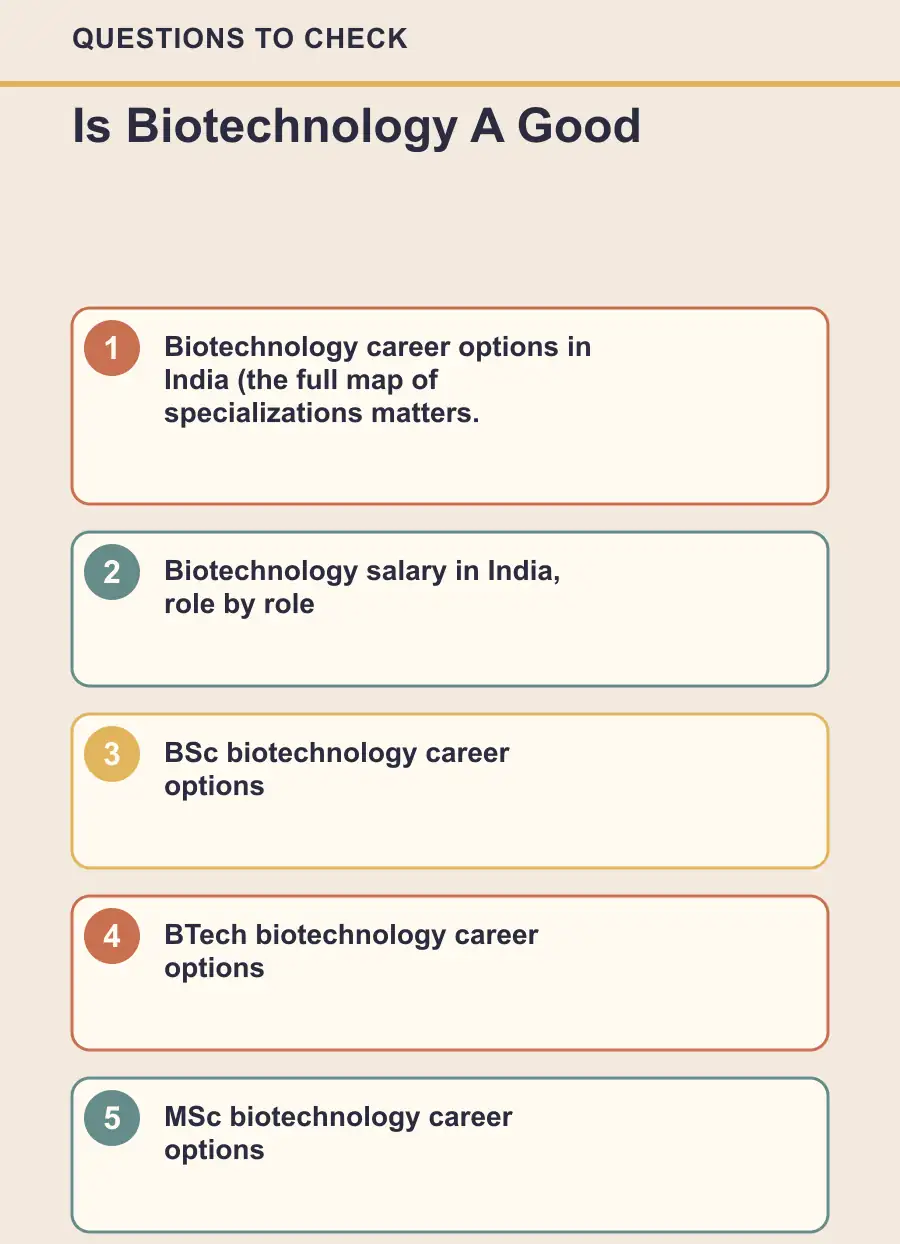 QUESTIONS TO CHECK
Is Biotechnology A Good
1
Biotechnology career options in
India (the full map of
specializations matters.
2
Biotechnology salary in India,
role by role
3
BSc biotechnology career
options
4
BTech biotechnology career
options
5
MSc biotechnology career
options